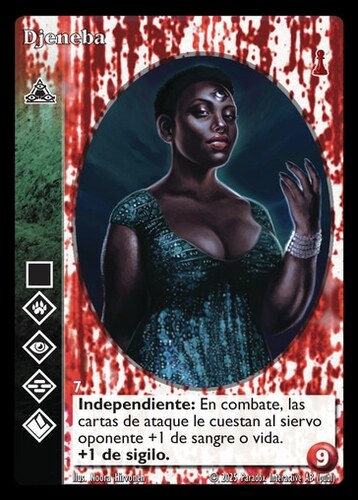 Djeneba
7
Independiente: En combate, las
cartas de ataque le cuestan al siervo
oponente +1 de sangre o vida.
+1 de sigilo.
9
Illus. Noora Hirvonen © 2025 Paradox Interactive AB (publ)